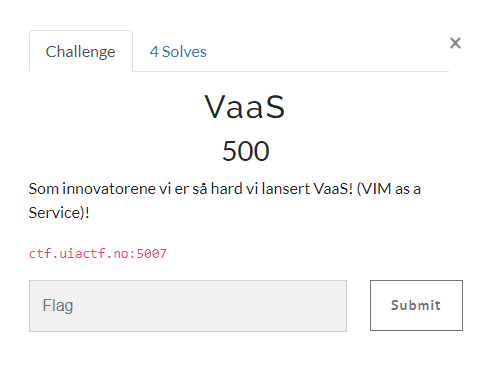 Challenge
4 Solves
×
VaaS
500
Som innovatorene vi er så hard vi lansert VaaS! (VIM as a
Service)!
ctf.uiactf.no:5007
Flag
Submit